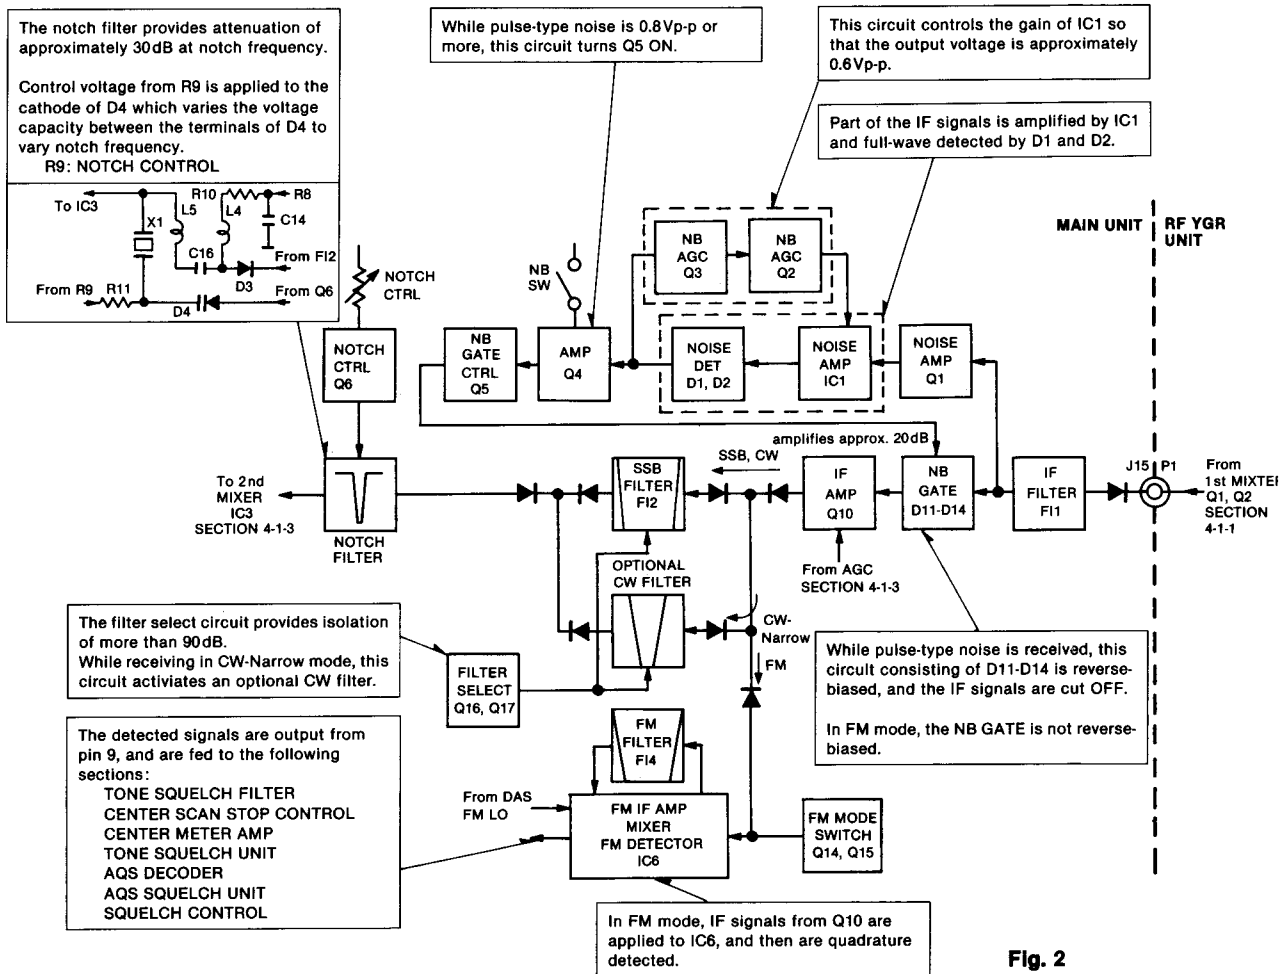 The notch filter provides attenuation of
approximately 30dB at notch frequency.
Control voltage from R9 is applied to the
cathode of D4 which varies the voltage
capacity between the terminals of D4 to
vary notch frequency.
R9: NOTCH CONTROL
To IC3
X1
L5
R10
L4
R8
C14
C16
From FI2
D3
From R9
R11
D4
From Q6
While pulse-type noise is 0.8Vp-p or
more, this circuit turns Q5 ON.
This circuit controls the gain of IC1 so
that the output voltage is approximately
0.6Vp-p.
Part of the IF signals is amplified by IC1
and full-wave detected by D1 and D2.
MAIN UNIT
RF YGR
UNIT
NB
AGC
Q3
NB
AGC
Q2
NB
SW
NOTCH
CTRL
NOTCH
CTRL
Q6
NB
GATE
CTRL
Q5
AMP
Q4
NOISE
DET
D1, D2
NOISE
AMP
IC1
NOISE
AMP
Q1
amplifies approx. 20dB
To 2nd
MIXER
IC3
SECTION 4-1-3
NOTCH
FILTER
SSB
FILTER
FI2
SSB, CW
IF
AMP
Q10
NB
GATE
D11-D14
IF
FILTER
FI1
J15
P1
From
1st MIXTER
Q1, Q2
SECTION
4-1-1
From AGC
SECTION 4-1-3
OPTIONAL
CW FILTER
CW-
Narrow
FM
The filter select circuit provides isolation
of more than 90dB.
While receiving in CW-Narrow mode, this
circuit activiates an optional CW filter.
FILTER
SELECT
Q16, Q17
While pulse-type noise is received, this
circuit consisting of D11-D14 is reverse-
biased, and the IF signals are cut OFF.
In FM mode, the NB GATE is not reverse-
biased.
The detected signals are output from
pin 9, and are fed to the following
sections:
TONE SQUELCH FILTER
CENTER SCAN STOP CONTROL
CENTER METER AMP
TONE SQUELCH UNIT
AQS DECODER
AQS SQUELCH UNIT
SQUELCH CONTROL
FM
FILTER
FI4
From DAS
FM LO
FM IF AMP
MIXER
FM DETECTOR
IC6
FM MODE
SWITCH
Q14, Q15
In FM mode, IF signals from Q10 are
applied to IC6, and then are quadrature
detected.
Fig. 2